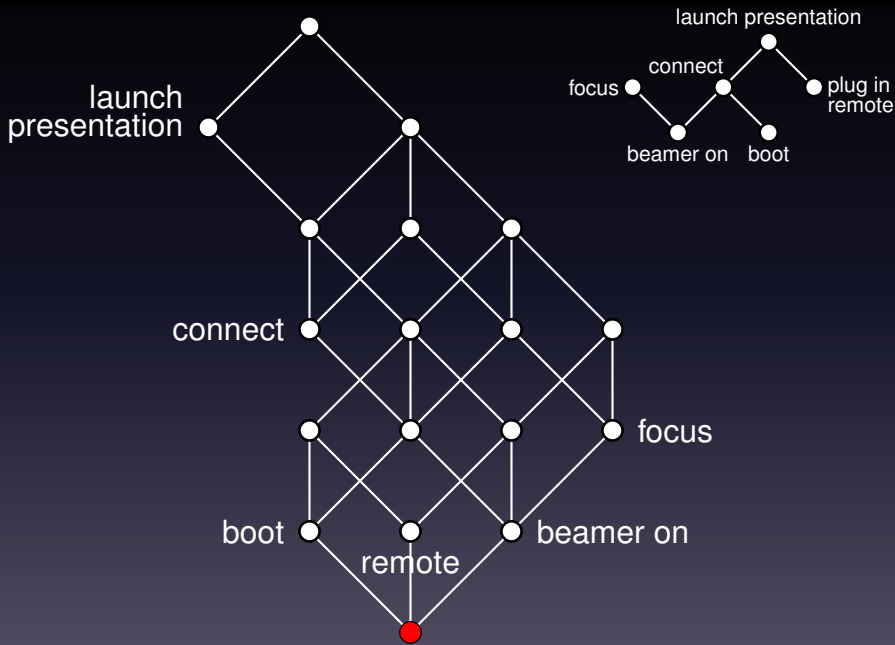 launch presentation
connect
focus
plug in
remote
beamer on
boot
launch
presentation
connect
focus
boot
beamer on
remote